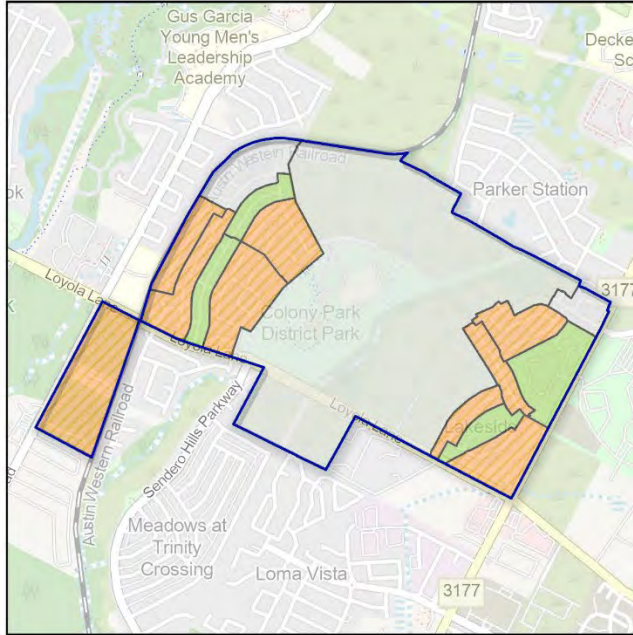 Gus Garcia
Young Men's
Leadership
Academy
Decke
Sc
Austin Western Railroad
Parker Station
ok
3177
Loyola Lane
Colony Park
District Park
Loyola Lane
Loyola Lane
Lakeside
Austin Western Railroad
Sendero Hills Parkway
ad
Meadows at
Trinity
Crossing
Loma Vista
3177